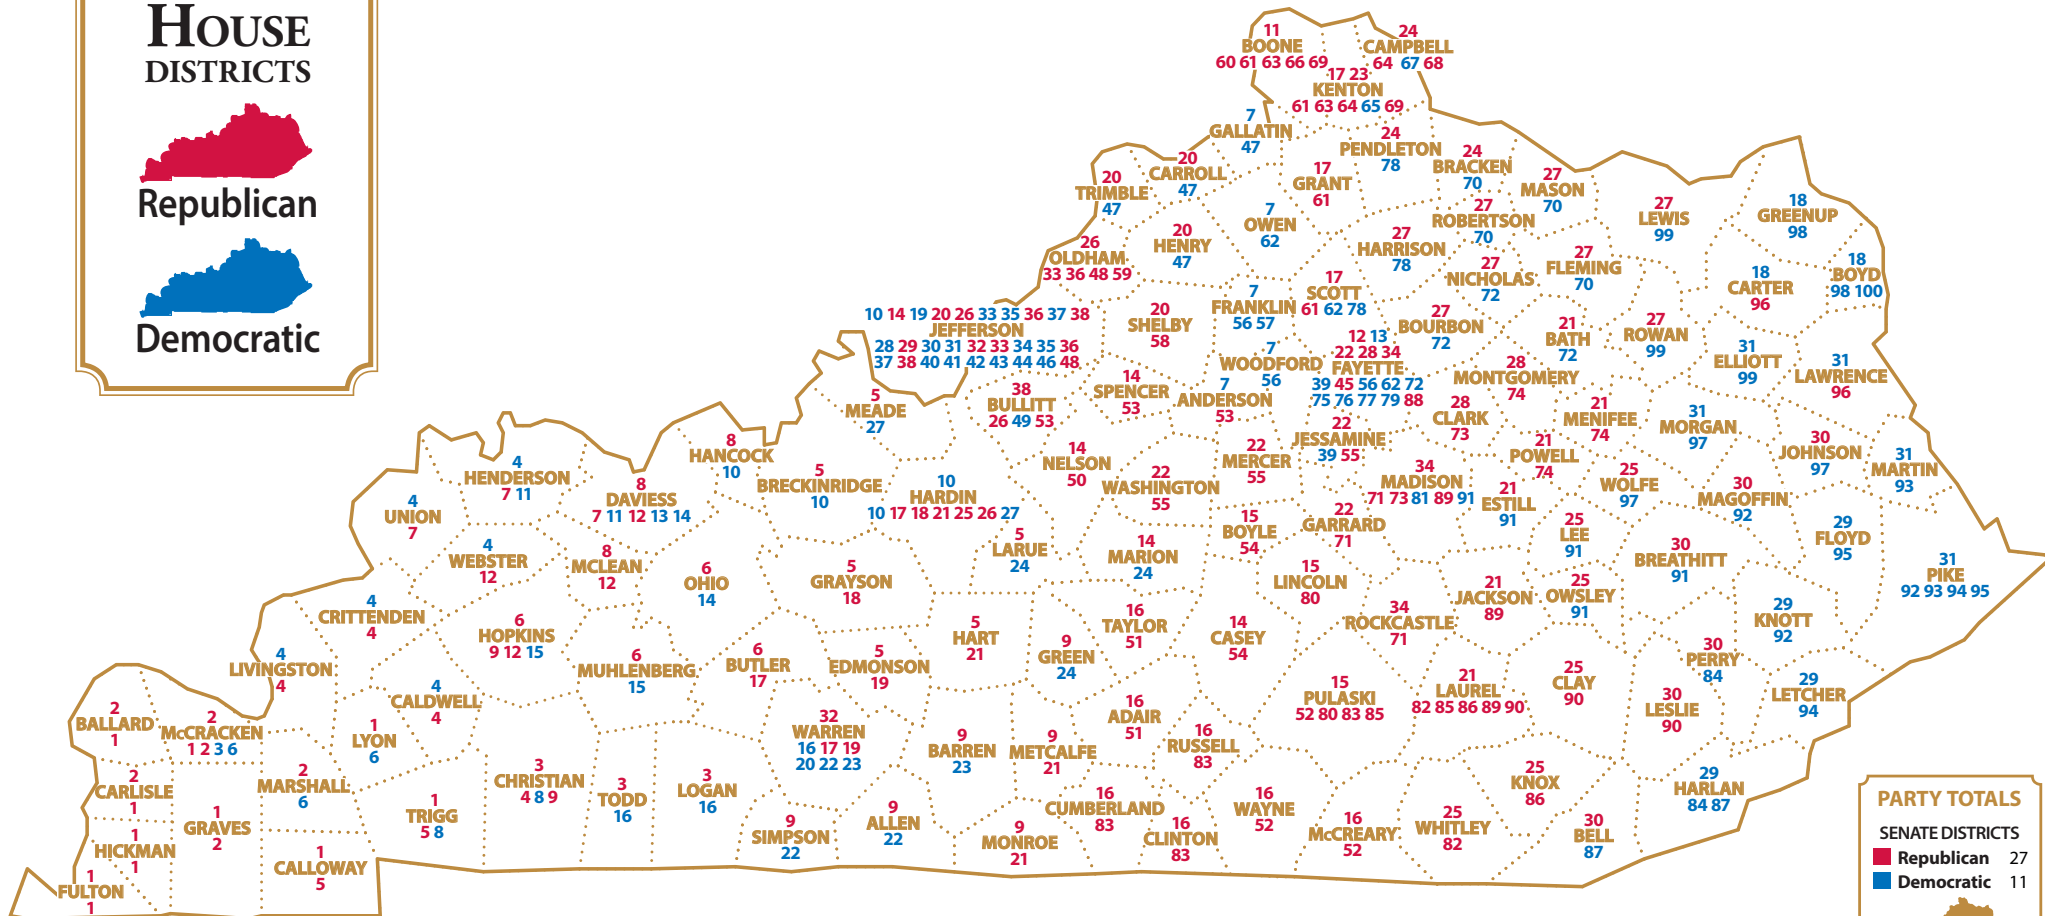 HOUSE
DISTRICTS
Republican
Democratic
11
BOONE
60 61 63 66 69
24
CAMPBELL
64 67 68
17 23
KENTON
61 63 64 65 69
7
GALLATIN
47
24
PENDLETON
78
20
CARROLL
47
17
GRANT
61
24
BRACKEN
70
27
MASON
70
20
TRIMBLE
47
7
OWEN
62
27
ROBERTSON
70
27
LEWIS
99
18
GREENUP
98
26
OLDHAM
33 36 48 59
20
HENRY
47
27
HARRISON
78
27
NICHOLAS
72
27
FLEMING
70
18
CARTER
96
18
BOYD
98 100
10 14 19 20 26 33 35 36 37 38
JEFFERSON
28 29 30 31 32 33 34 35 36
37 38 40 41 42 43 44 46 48
20
SHELBY
58
7
FRANKLIN
56 57
17
SCOTT
61 62 78
27
BOURBON
72
21
BATH
72
27
ROWAN
99
31
ELLIOTT
99
31
LAWRENCE
96
7
WOODFORD
56
12 13
22 28 34
FAYETTE
39 45 56 62 72
75 76 77 79 88
28
MONTGOMERY
74
5
MEADE
27
38
BULLITT
26 49 53
14
SPENCER
53
7
ANDERSON
53
28
CLARK
73
21
MENIFEE
74
31
MORGAN
97
30
JOHNSON
97
31
MARTIN
93
22
JESSAMINE
39 55
8
HANCOCK
10
4
HENDERSON
7 11
8
DAVIESS
7 11 12 13 14
5
BRECKINRIDGE
10
10
HARDIN
10 17 18 21 25 26 27
14
NELSON
50
22
WASHINGTON
55
22
MERCER
55
34
MADISON
71 73 81 89 91
21
POWELL
74
21
ESTILL
91
25
WOLFE
97
30
MAGOFFIN
92
4
UNION
7
4
WEBSTER
12
8
MCLEAN
12
6
OHIO
14
5
GRAYSON
18
5
LARUE
24
14
MARION
24
15
BOYLE
54
22
GARRARD
71
25
LEE
91
30
BREATHITT
91
29
FLOYD
95
31
PIKE
92 93 94 95
4
CRITTENDEN
4
6
HOPKINS
9 12 15
6
MUHLENBERG
15
6
BUTLER
17
5
EDMONSON
19
5
HART
21
9
GREEN
24
16
TAYLOR
51
14
CASEY
54
15
LINCOLN
80
34
ROCKCASTLE
71
21
JACKSON
89
25
OWSLEY
91
29
KNOTT
92
4
LIVINGSTON
4
4
CALDWELL
4
30
PERRY
84
29
LETCHER
94
2
BALLARD
1
2
McCRACKEN
1 2 3 6
1
LYON
6
32
WARREN
16 17 19
20 22 23
9
BARREN
23
9
METCALFE
21
16
ADAIR
51
16
RUSSELL
83
15
PULASKI
52 80 83 85
21
LAUREL
82 85 86 89 90
25
CLAY
90
30
LESLIE
90
2
CARLISLE
1
2
MARSHALL
6
1
TRIGG
5 8
3
CHRISTIAN
4 8 9
3
TODD
16
3
LOGAN
16
9
SIMPSON
22
9
ALLEN
22
9
MONROE
21
16
CUMBERLAND
83
16
CLINTON
83
16
WAYNE
52
16
McCREARY
52
25
WHITLEY
82
25
KNOX
86
30
BELL
87
29
HARLAN
84 87
1
HICKMAN
1
1
GRAVES
2
1
CALLOWAY
5
1
FULTON
1
PARTY TOTALS
SENATE DISTRICTS
Republican 27
Democratic 11